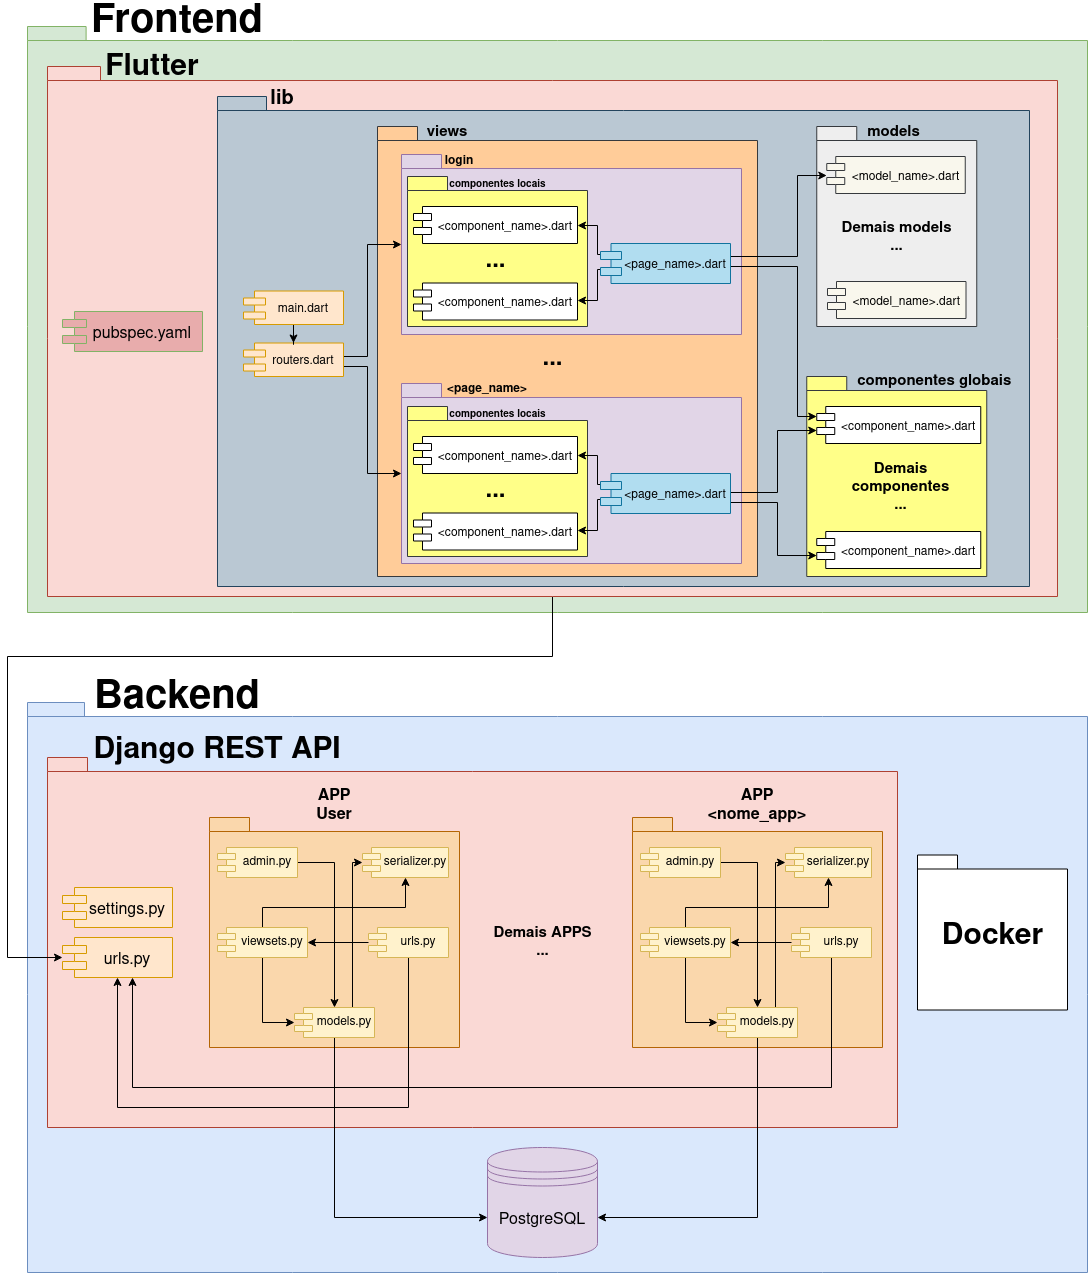 Frontend
Flutter
lib
views
models
login
componentes locais
<component_name>.dart
...
<component_name>.dart
<page_name>.dart
<model_name>.dart
Demais models
...
<model_name>.dart
main.dart
routers.dart
pubspec.yaml
...
<page_name>
componentes locais
<component_name>.dart
...
<component_name>.dart
<page_name>.dart
componentes globais
<component_name>.dart
Demais
componentes
...
<component_name>.dart
Backend
Django REST API
APP
User
admin.py
serializer.py
viewsets.py
urls.py
models.py
settings.py
urls.py
Demais APPS
...
APP
<nome_app>
admin.py
serializer.py
viewsets.py
urls.py
models.py
Docker
PostgreSQL